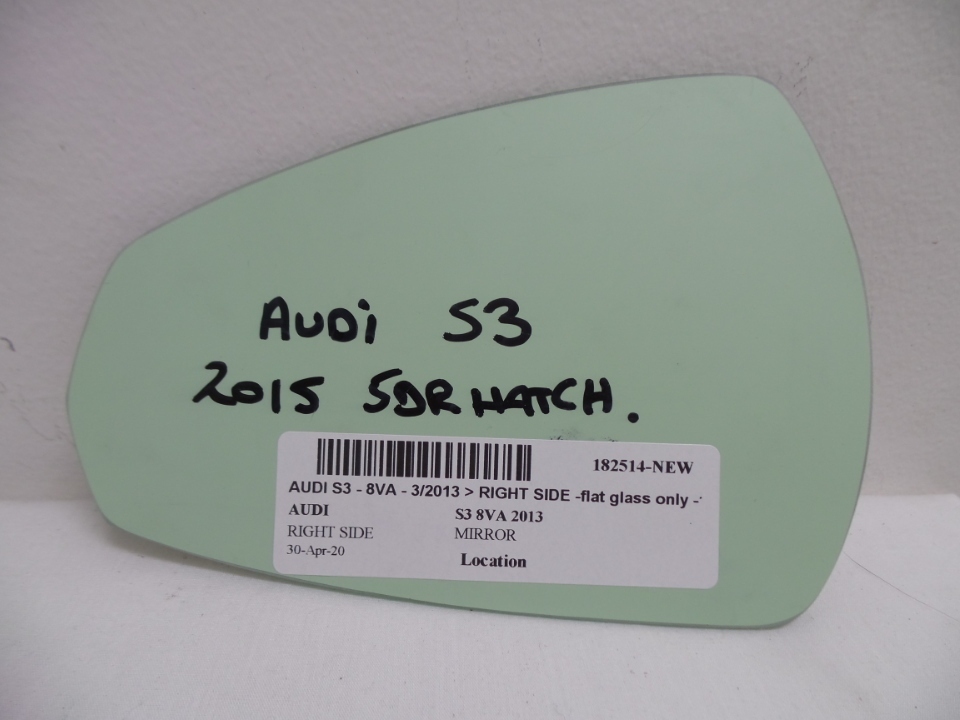 AUDi S3
2015 5DR HATCH.
182514-NEW
AUDI S3 - 8VA - 3/2013 > RIGHT SIDE -flat glass only -
AUDI S3 8VA 2013
RIGHT SIDE MIRROR
30-Apr-20
Location